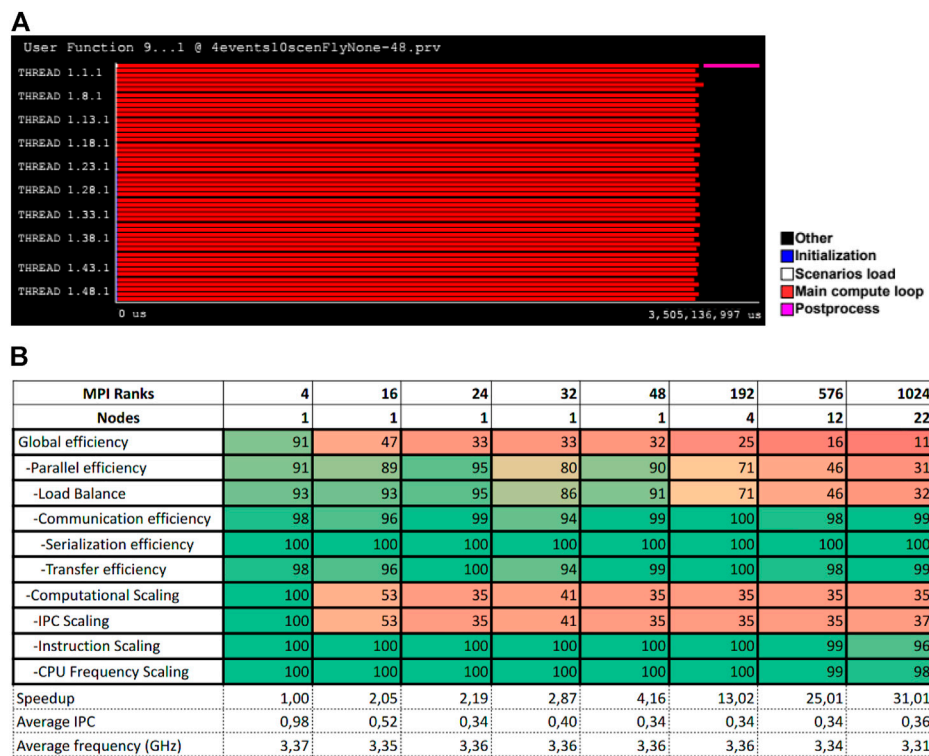 A
User Function 9...1 @ 4events10scenFlyNone-48.prv
THREAD 1.1.1
THREAD 1.8.1
THREAD 1.13.1
THREAD 1.18.1
THREAD 1.23.1
THREAD 1.28.1
THREAD 1.33.1
THREAD 1.38.1
THREAD 1.43.1
THREAD 1.48.1
0 us 3,505,136,997 us
Other
Initialization
Scenarios load
Main compute loop
Postprocess
B
MPI Ranks 4 16 24 32 48 192 576 1024
Nodes 1 1 1 1 1 4 12 22
Global efficiency 91 47 33 33 32 25 16 11
-Parallel efficiency 91 89 95 80 90 71 46 31
-Load Balance 93 93 95 86 91 71 46 32
-Communication efficiency 98 96 99 94 99 100 98 99
-Serialization efficiency 100 100 100 100 100 100 100 100
-Transfer efficiency 98 96 100 94 99 100 98 99
-Computational Scaling 100 53 35 41 35 35 35 35
-IPC Scaling 100 53 35 41 35 35 35 37
-Instruction Scaling 100 100 100 100 100 100 99 96
-CPU Frequency Scaling 100 100 100 100 100 100 99 98
Speedup 1,00 2,05 2,19 2,87 4,16 13,02 25,01 31,01
Average IPC 0,98 0,52 0,34 0,40 0,34 0,34 0,34 0,36
Average frequency (GHz) 3,37 3,35 3,36 3,36 3,36 3,36 3,34 3,31